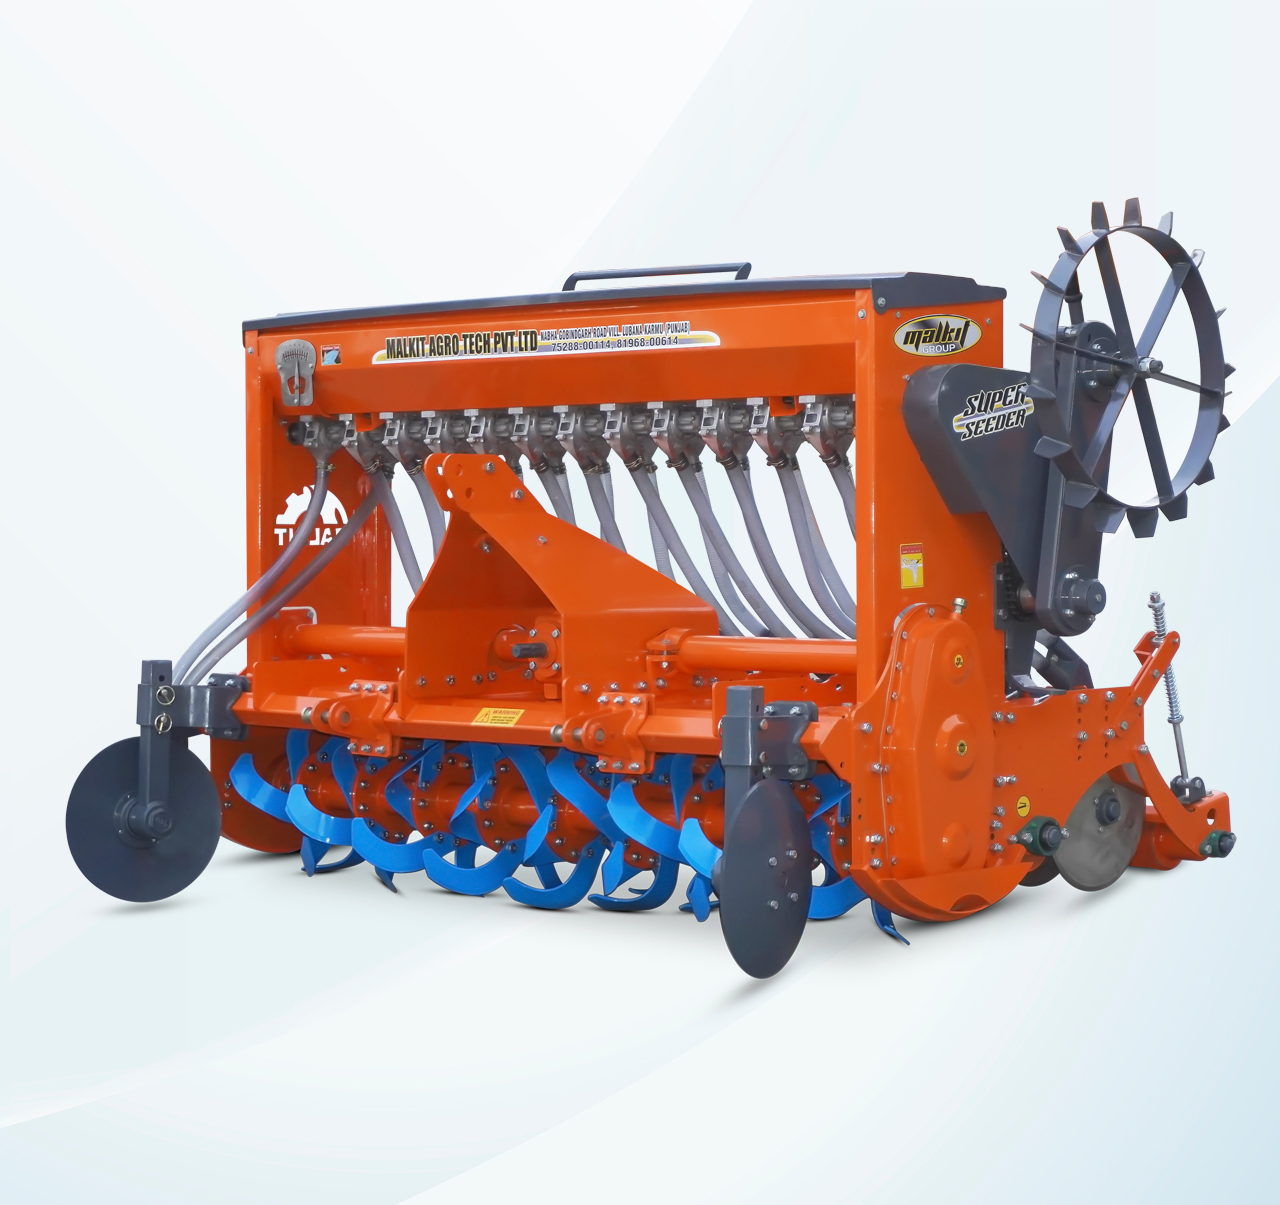 MALKIT AGRO TECH PVT LTD
NABHA GOBINDGARH ROAD VILL. LUBANA KARMU (PUNJAB)
75288-00114, 81968-00614
malkit
GROUP
SUPER
SEEDER
WARNING